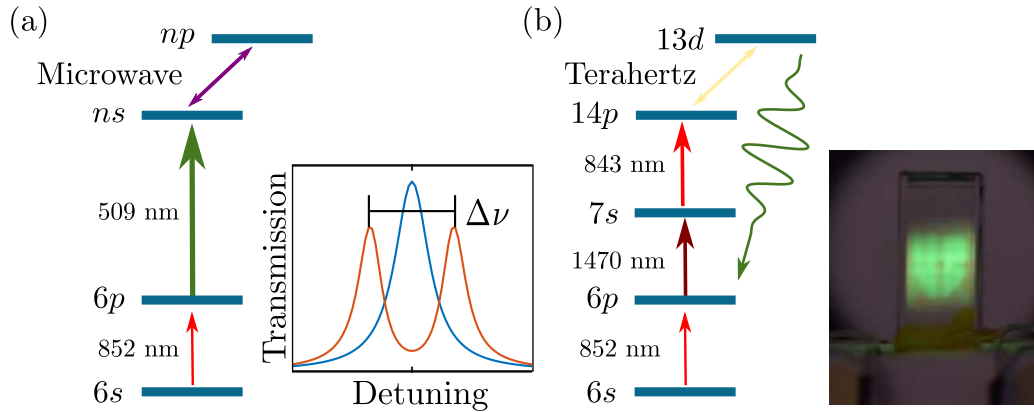 (a)
np
Microwave
ns
509 nm
6p
852 nm
6s
Transmission
Δν
Detuning
(b)
13d
Terahertz
14p
843 nm
7s
1470 nm
6p
852 nm
6s